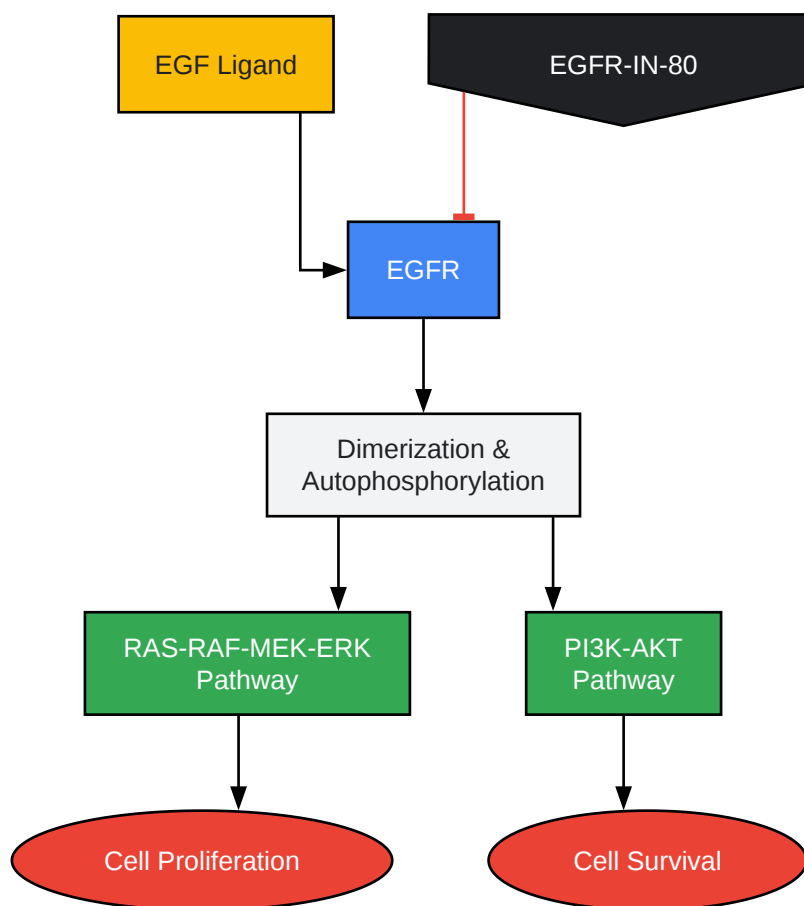 EGF Ligand
EGFR-IN-80
EGFR
Dimerization &
Autophosphorylation
RAS-RAF-MEK-ERK
Pathway
PI3K-AKT
Pathway
Cell Proliferation
Cell Survival